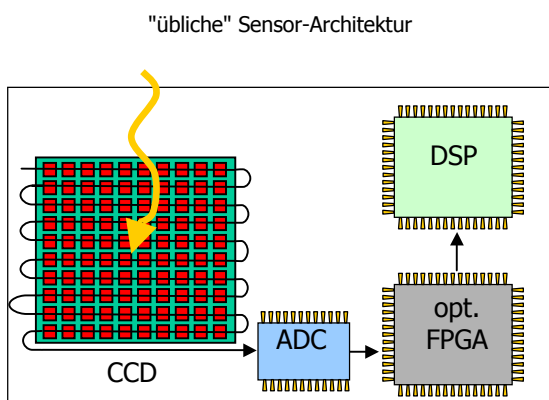 "übliche" Sensor-Architektur
DSP
opt.
FPGA
ADC
CCD